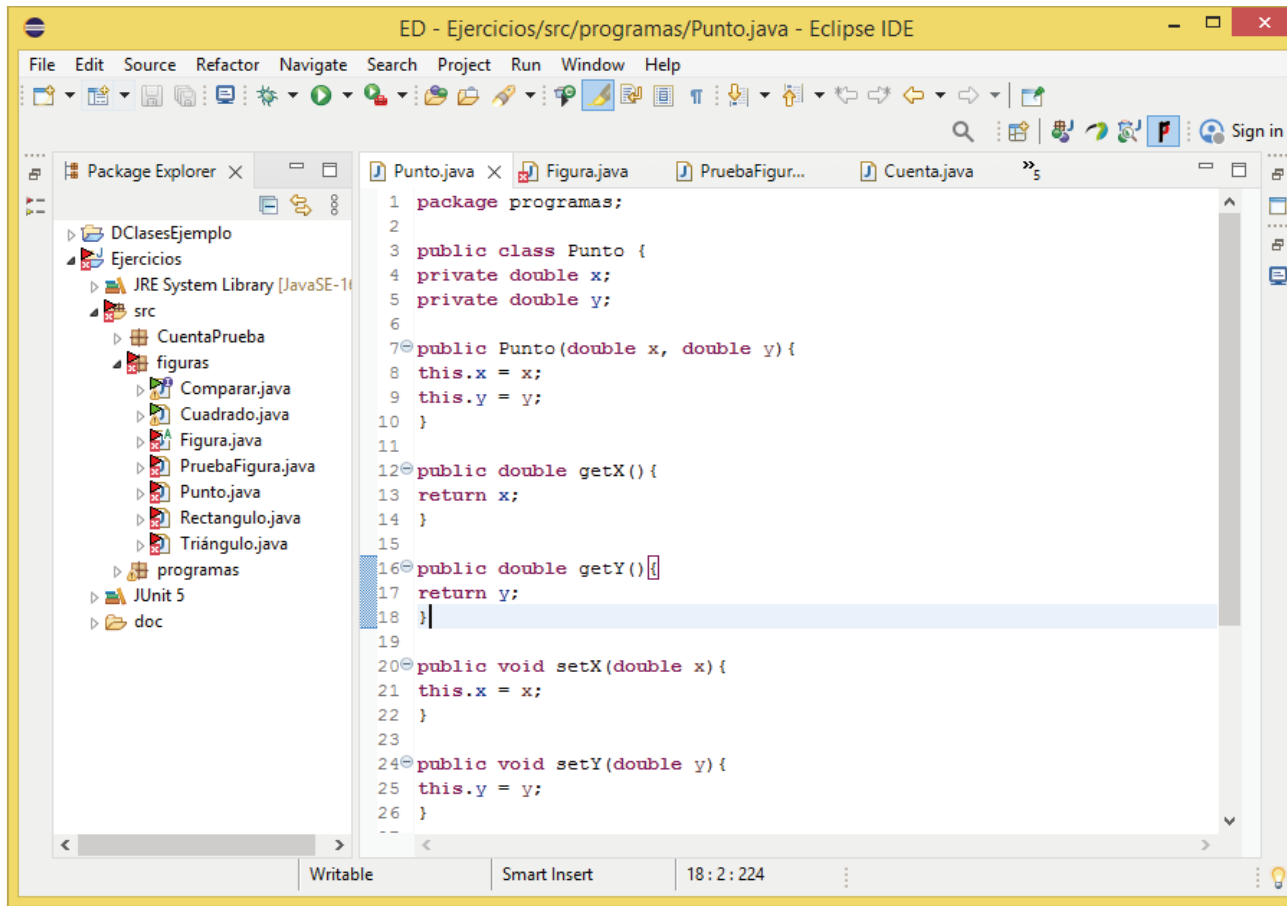 ED - Ejercicios/src/programas/Punto.java - Eclipse IDE
File Edit Source Refactor Navigate Search Project Run Window Help
Sign in
Package Explorer
DClasesEjemplo
Ejercicios
JRE System Library [JavaSE-16
src
CuentaPrueba
figuras
Comparar.java
Cuadrado.java
Figura.java
PruebaFigura.java
Punto.java
Rectangulo.java
Triángulo.java
programas
JUnit 5
doc
Punto.java Figura.java PruebaFigur... Cuenta.java »5
1 package programas;
2
3 public class Punto {
4 private double x;
5 private double y;
6
7 public Punto(double x, double y){
8 this.x = x;
9 this.y = y;
10 }
11
12 public double getX(){
13 return x;
14 }
15
16 public double getY(){
17 return y;
18 }
19
20 public void setX(double x){
21 this.x = x;
22 }
23
24 public void setY(double y){
25 this.y = y;
26 }
Writable Smart Insert 18 : 2 : 224